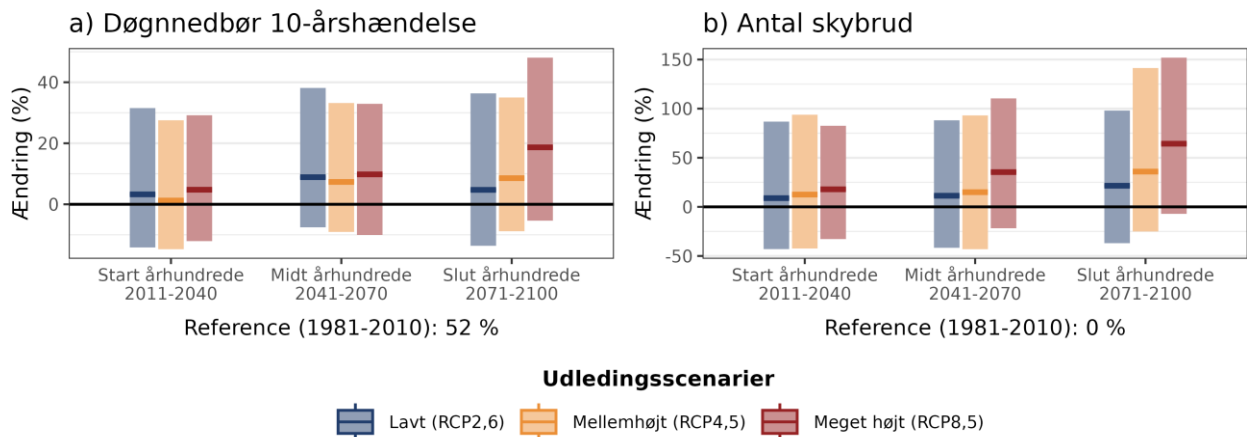 a) Døgnnedbør 10-årshændelse
Ændring (%)
40
20
0
Start århundrede
2011-2040
Midt århundrede
2041-2070
Slut århundrede
2071-2100
Reference (1981-2010): 52 %
b) Antal skybrud
Ændring (%)
150
100
50
0
-50
Start århundrede
2011-2040
Midt århundrede
2041-2070
Slut århundrede
2071-2100
Reference (1981-2010): 0 %
Udledingsscenarier
Lavt (RCP2,6)
Mellemhøjt (RCP4,5)
Meget højt (RCP8,5)